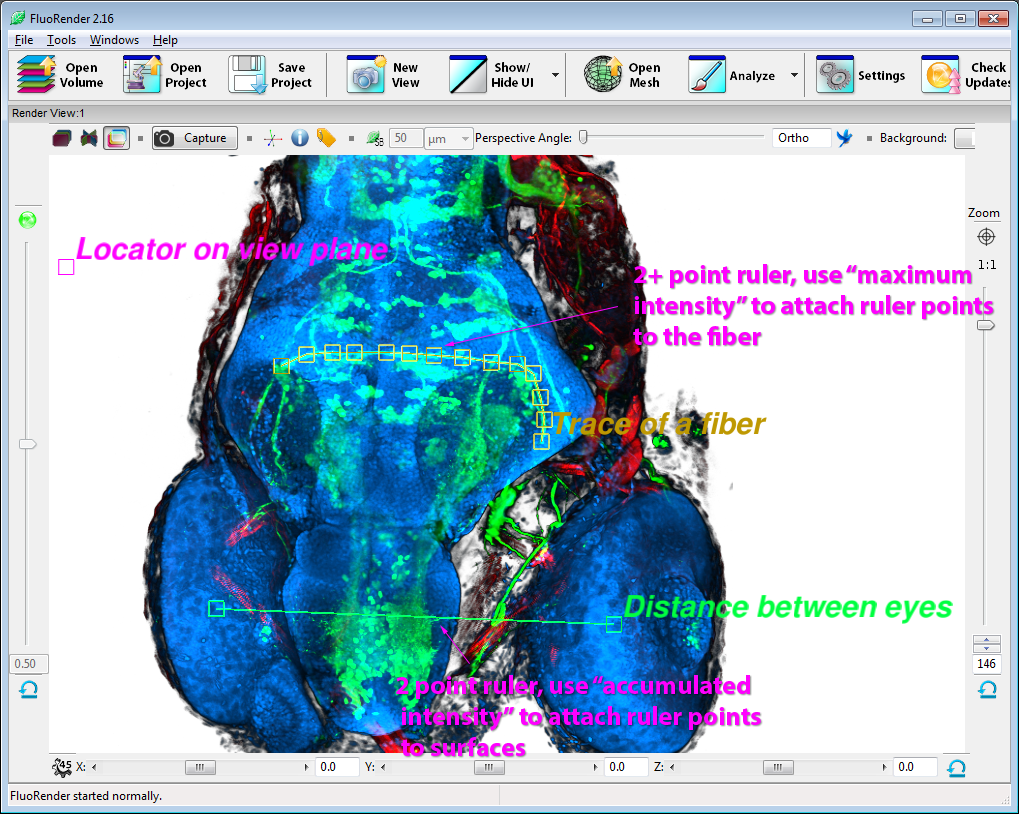 FluoRender 2.16
File Tools Windows Help
Open Volume
Open Project
Save Project
New View
Show/ Hide UI
Open Mesh
Analyze
Settings
Check Updates
Render View:1
Capture
SB
50
µm
Perspective Angle:
Ortho
Background:
Zoom
1:1
Locator on view plane
2+ point ruler, use “maximum
intensity” to attach ruler points
to the fiber
Trace of a fiber
Distance between eyes
2 point ruler, use “accumulated
intensity” to attach ruler points
to surfaces
0.50
146
45 X: 0.0 Y: 0.0 Z: 0.0
FluoRender started normally.